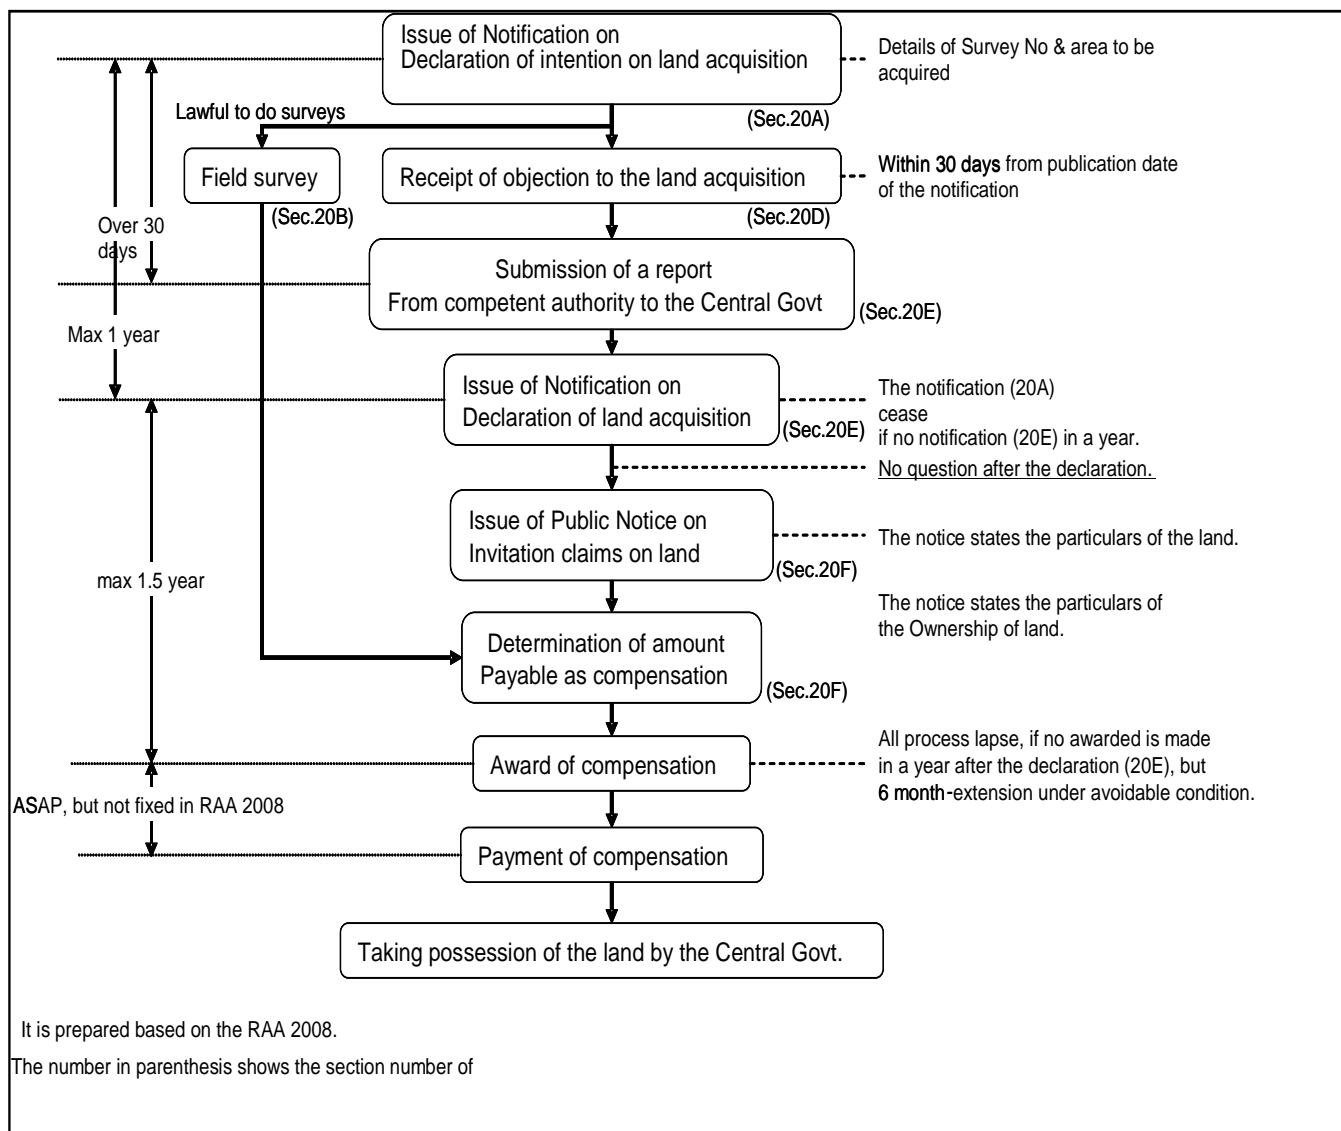 Issue of Notification on
Declaration of intention on land acquisition
Details of Survey No & area to be
acquired
Lawful to do surveys
(Sec.20A)
Field survey
Receipt of objection to the land acquisition
Within 30 days from publication date
of the notification
(Sec.20B)
(Sec.20D)
Over 30
days
Submission of a report
From competent authority to the Central Govt
(Sec.20E)
Max 1 year
Issue of Notification on
Declaration of land acquisition
(Sec.20E)
The notification (20A)
cease
if no notification (20E) in a year.
No question after the declaration.
Issue of Public Notice on
Invitation claims on land
(Sec.20F)
The notice states the particulars of the land.
max 1.5 year
The notice states the particulars of
the Ownership of land.
Determination of amount
Payable as compensation
(Sec.20F)
Award of compensation
All process lapse, if no awarded is made
in a year after the declaration (20E), but
6 month-extension under avoidable condition.
ASAP, but not fixed in RAA 2008
Payment of compensation
Taking possession of the land by the Central Govt.
It is prepared based on the RAA 2008.
The number in parenthesis shows the section number of